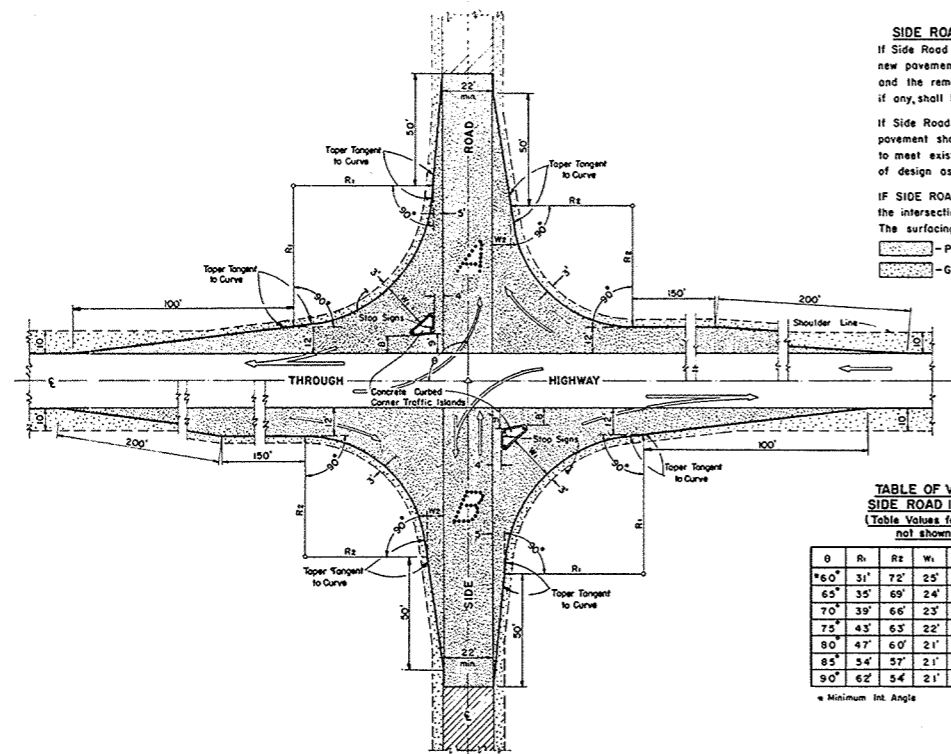 SIDE ROA
If Side Road
new pavemen
and the rem
if any, shall
If Side Road
pavement sha
to meet exist
of design as
IF SIDE ROA
the intersecti
The surfacing
- P
- G
22'
min.
50'
ROAD
50'
Taper Tangent
to Curve
Taper Tangent
to Curve
R1
90°
5'
R2
90°
W2
A
R1
R2
Taper Tangent
to Curve
90°
3'
3'
90°
100'
W1
4'
150'
200'
Stop Signs
Shoulder Line
10'
12'
8'
6'
12'
10'
θ
℄
THROUGH
HIGHWAY
Concrete Curbed
Corner Traffic Islands
10'
12'
8'
12'
10'
Stop Signs
200'
150'
90°
3'
4'
W1
3'
90°
100'
Taper Tangent
to Curve
R2
W2
B
R1
90°
5'
90°
R2
R1
Taper Tangent
to Curve
Taper Tangent
to Curve
SIDE
50'
50'
22'
min.
℄
TABLE OF V
SIDE ROAD I
(Table Values f
not shown
θ R1 R2 W1
*60° 31' 72' 25'
65° 35' 69' 24'
70° 39' 66' 23'
75° 43' 63' 22'
80° 47' 60' 21'
85° 54' 57' 21'
90° 62' 54' 21'
* Minimum Int. Angle